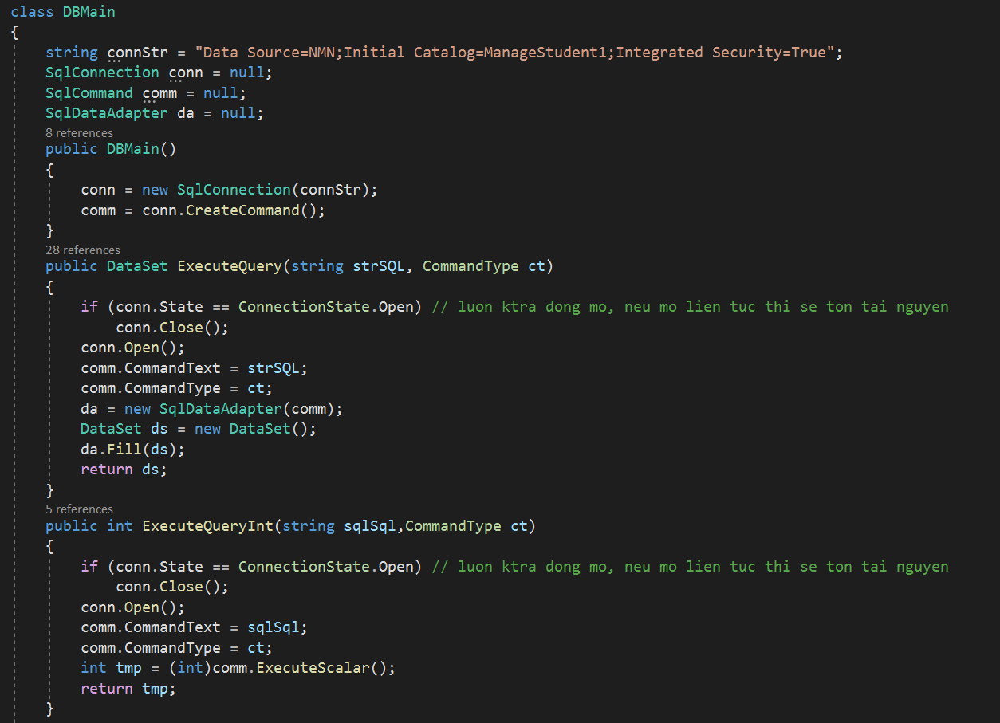 class DBMain
{
string connStr = "Data Source=NMN;Initial Catalog=ManageStudent1;Integrated Security=True";
SqlConnection conn = null;
SqlCommand comm = null;
SqlDataAdapter da = null;
8 references
public DBMain()
{
conn = new SqlConnection(connStr);
comm = conn.CreateCommand();
}
28 references
public DataSet ExecuteQuery(string strSQL, CommandType ct)
{
if (conn.State == ConnectionState.Open) // luon ktra dong mo, neu mo lien tuc thi se ton tai nguyen
conn.Close();
conn.Open();
comm.CommandText = strSQL;
comm.CommandType = ct;
da = new SqlDataAdapter(comm);
DataSet ds = new DataSet();
da.Fill(ds);
return ds;
}
5 references
public int ExecuteQueryInt(string sqlSql,CommandType ct)
{
if (conn.State == ConnectionState.Open) // luon ktra dong mo, neu mo lien tuc thi se ton tai nguyen
conn.Close();
conn.Open();
comm.CommandText = sqlSql;
comm.CommandType = ct;
int tmp = (int)comm.ExecuteScalar();
return tmp;
}